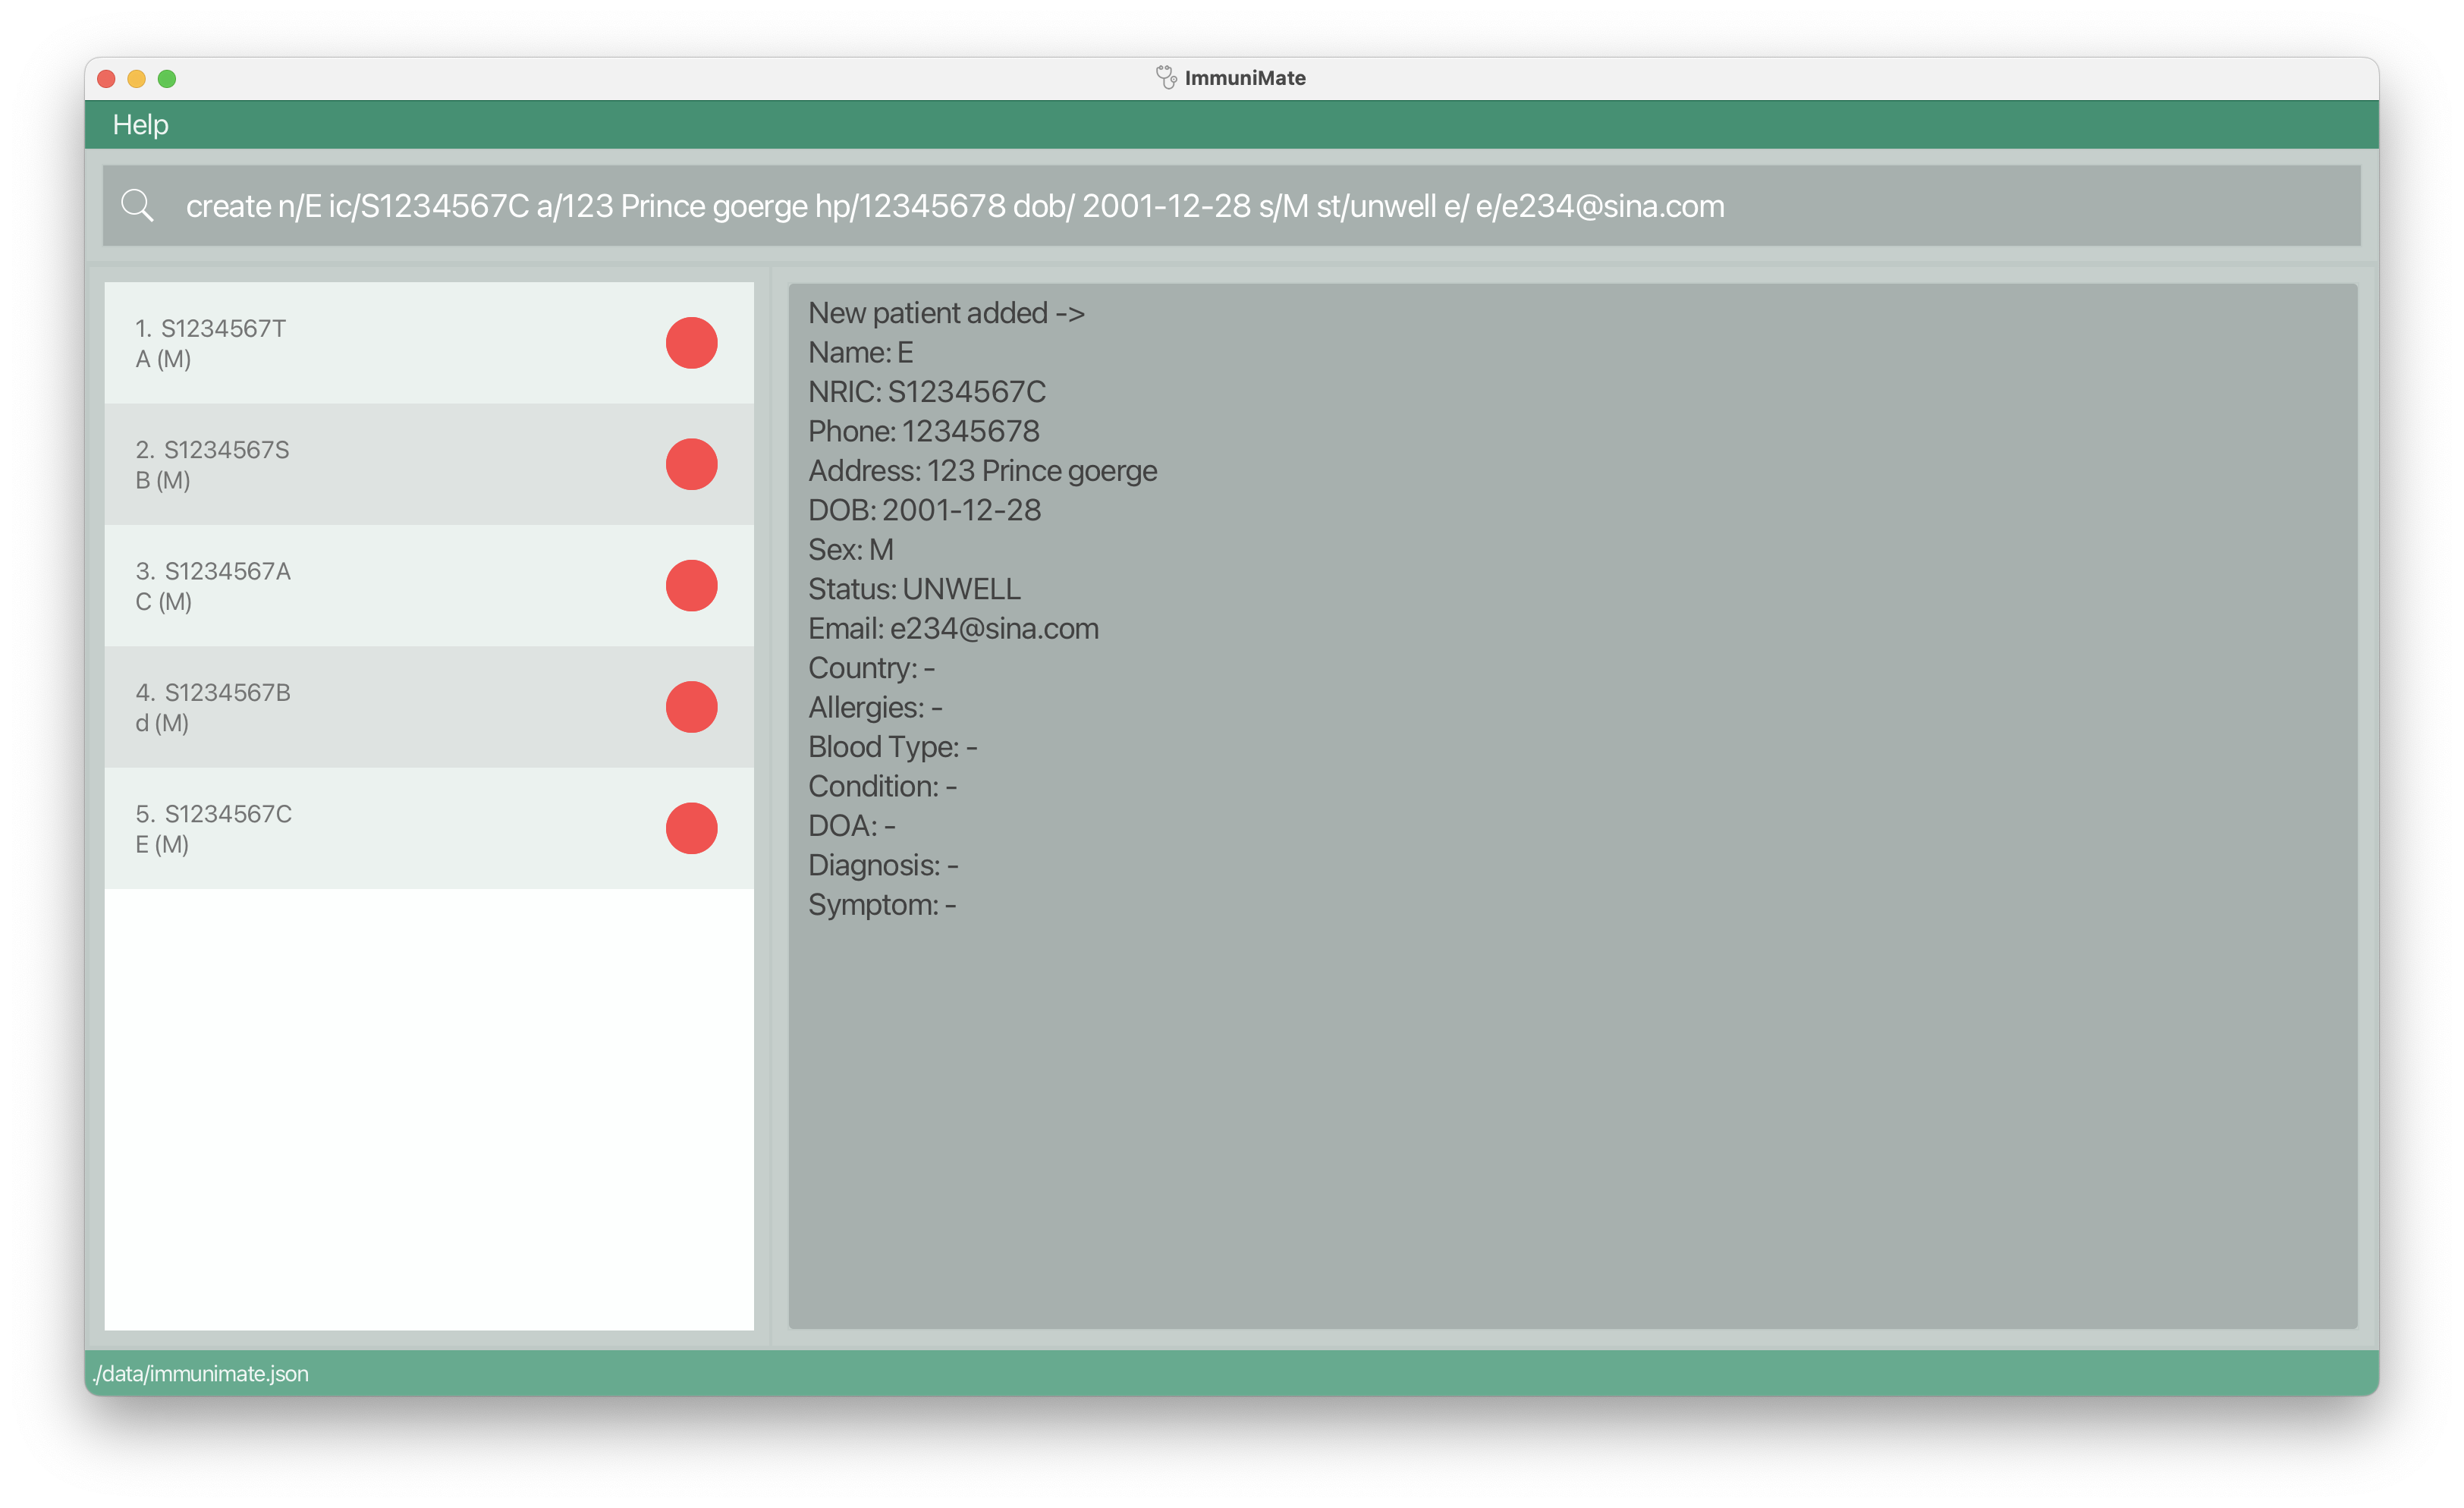 ImmuniMate
Help
create n/E ic/S1234567C a/123 Prince goerge hp/12345678 dob/ 2001-12-28 s/M st/unwell e/ e/e234@sina.com
1. S1234567T
A (M)
2. S1234567S
B (M)
3. S1234567A
C (M)
4. S1234567B
d (M)
5. S1234567C
E (M)
New patient added ->
Name: E
NRIC: S1234567C
Phone: 12345678
Address: 123 Prince goerge
DOB: 2001-12-28
Sex: M
Status: UNWELL
Email: e234@sina.com
Country: -
Allergies: -
Blood Type: -
Condition: -
DOA: -
Diagnosis: -
Symptom: -
./data/immunimate.json